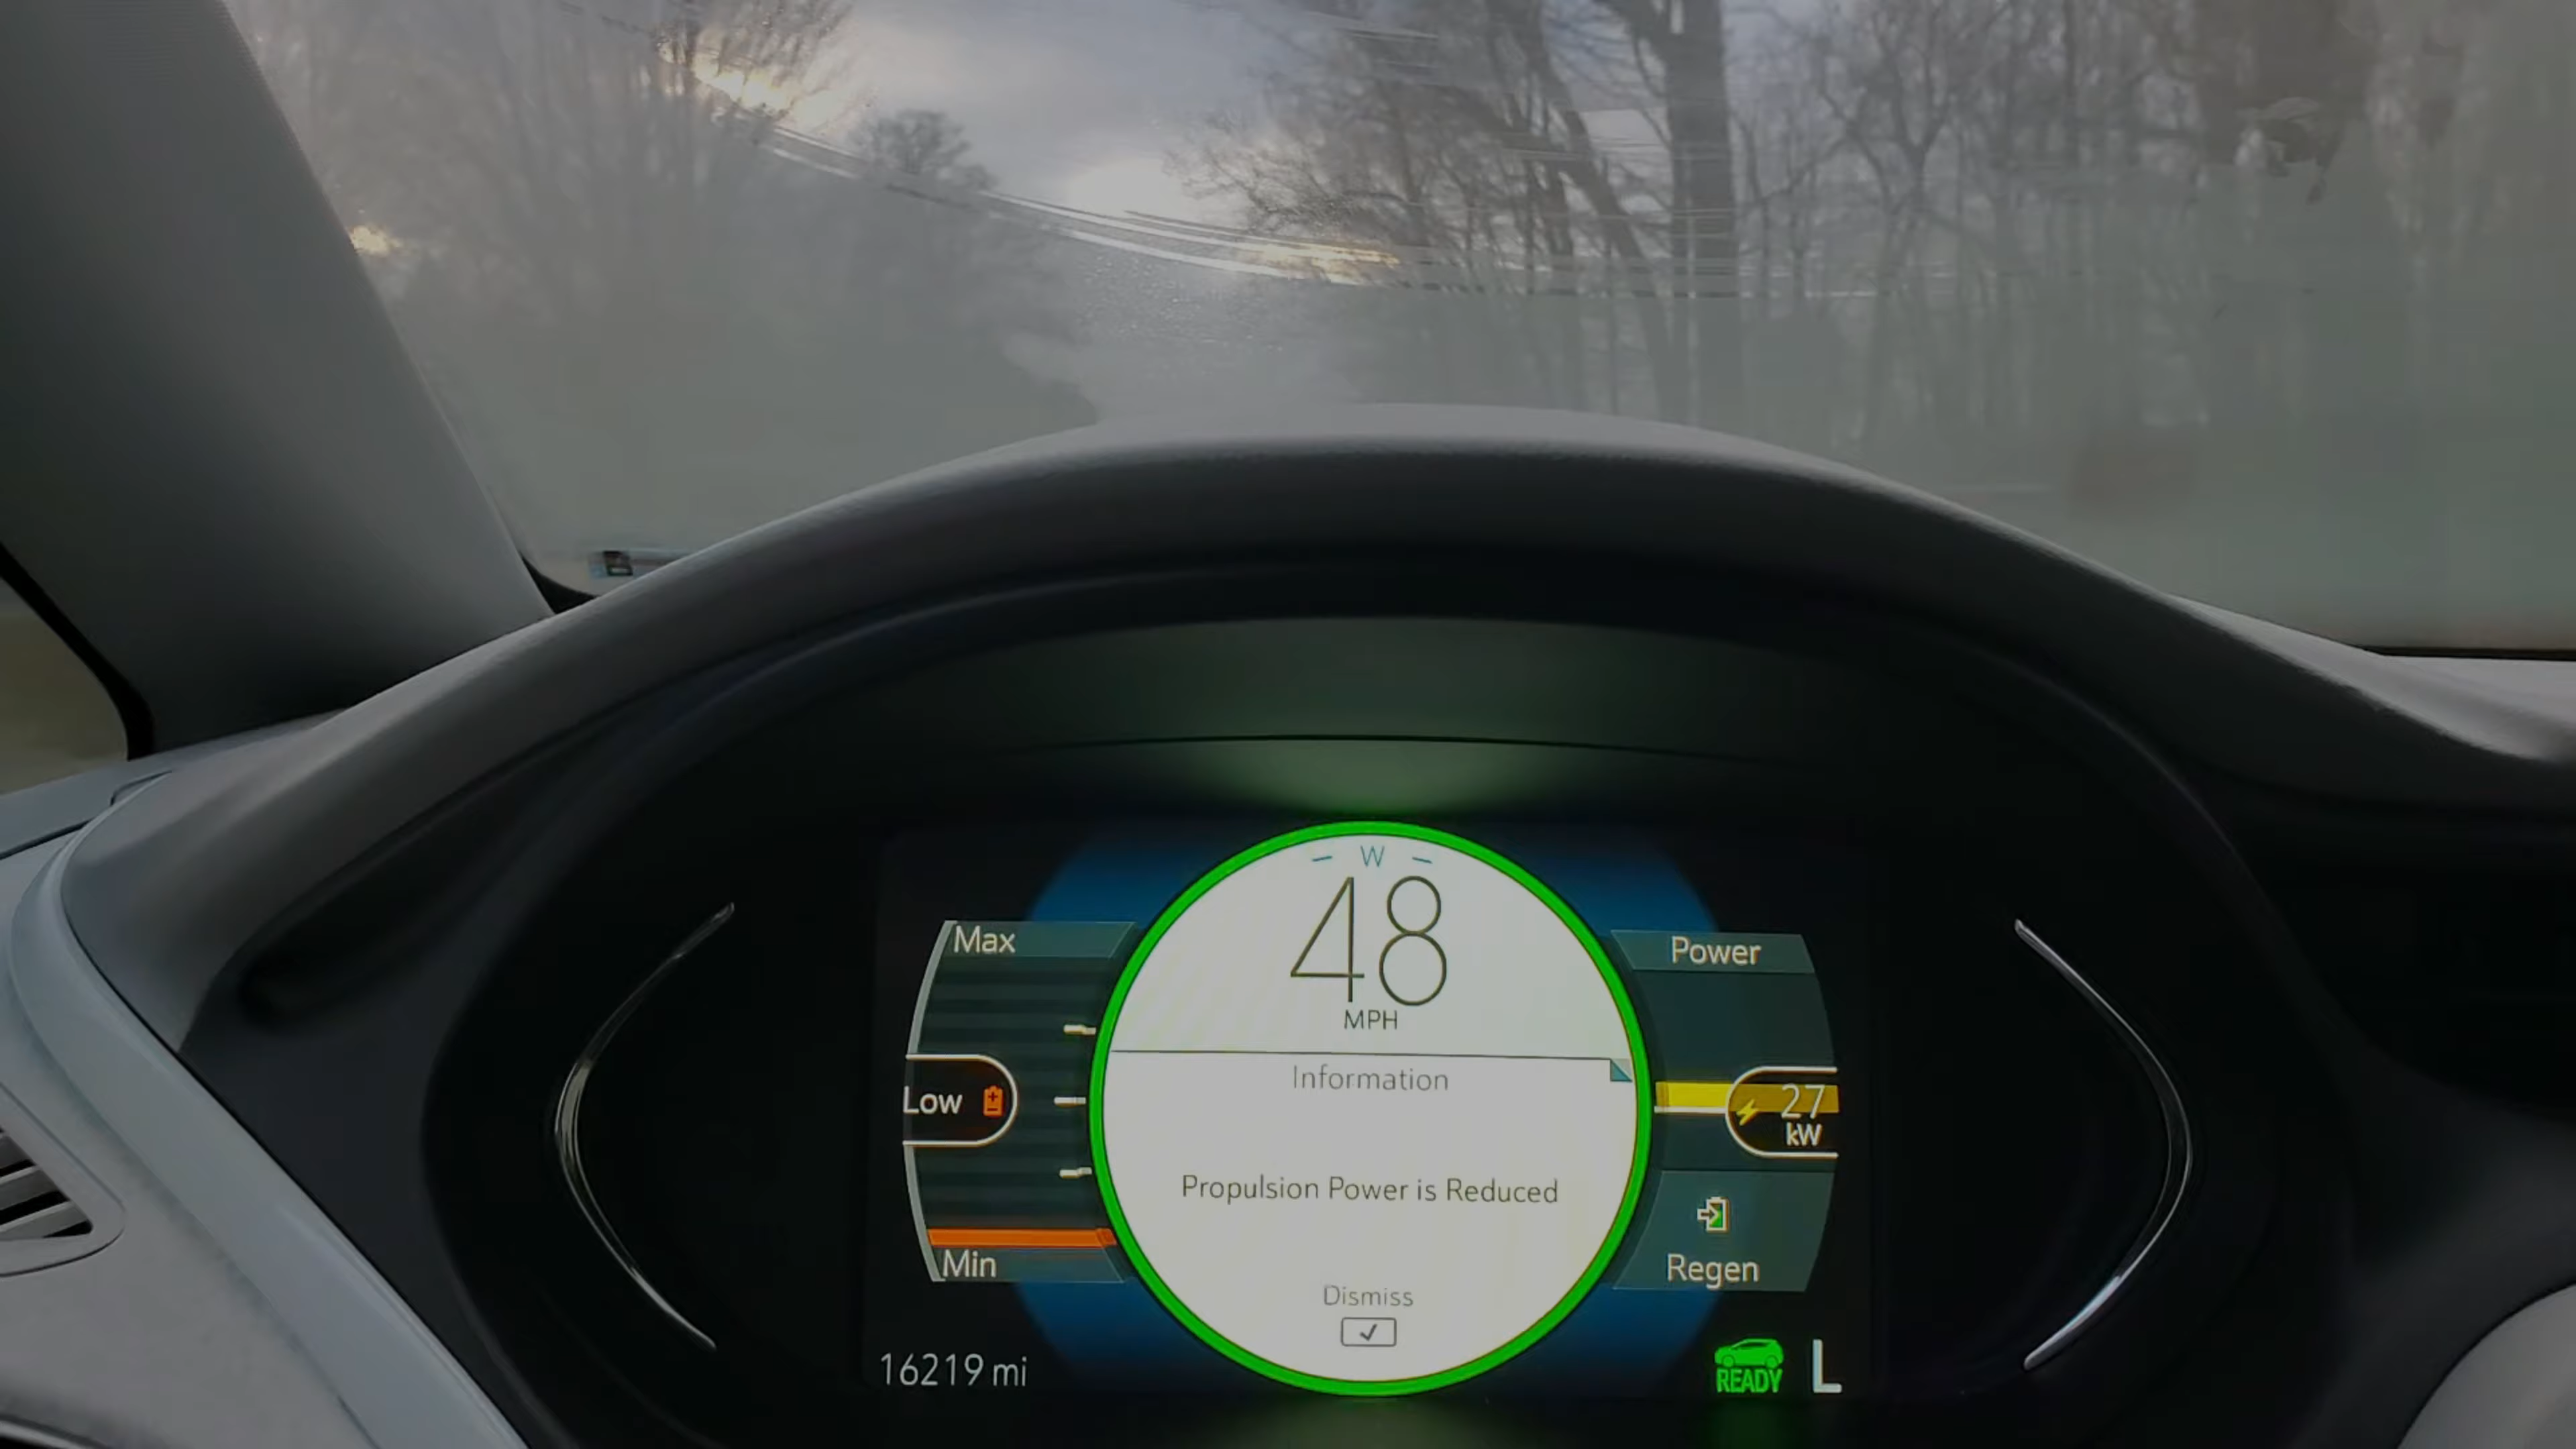 W
48
MPH
Max
Power
Information
Low
27
kW
Propulsion Power is Reduced
Min
Regen
Dismiss
16219 mi
READY
L